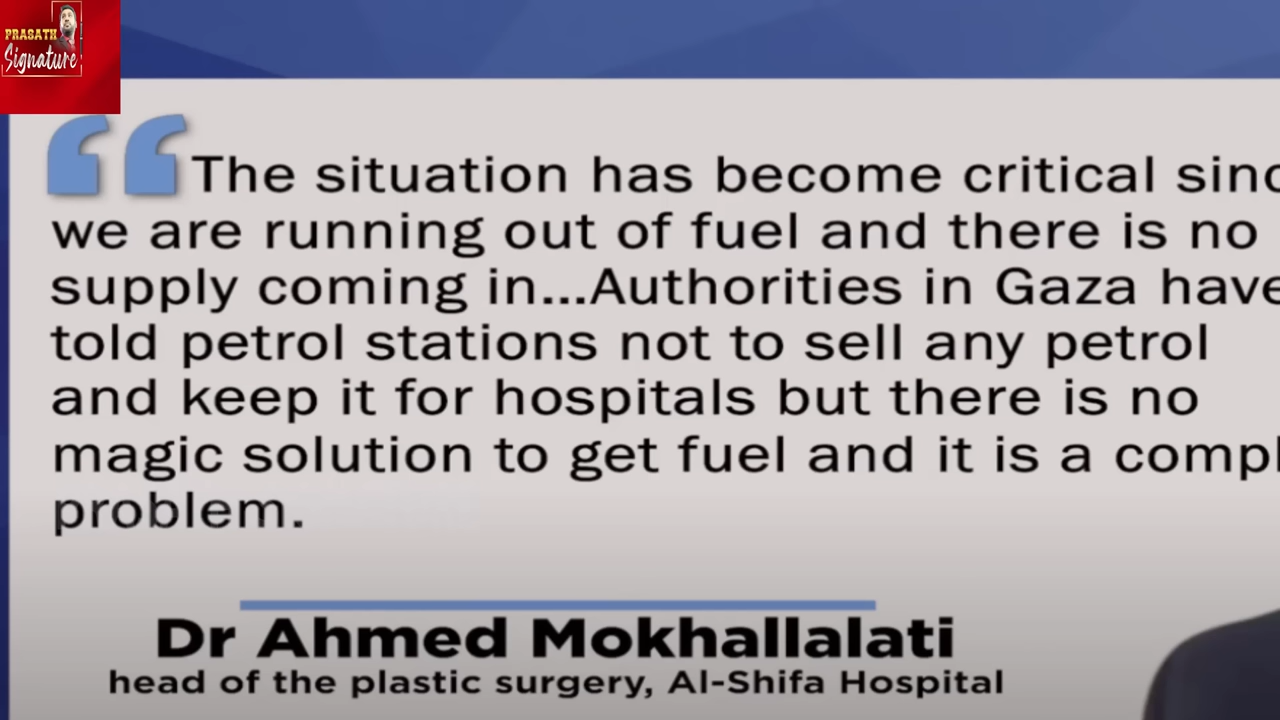 PRASATH
Signature
“The situation has become critical sinc
we are running out of fuel and there is no
supply coming in...Authorities in Gaza have
told petrol stations not to sell any petrol
and keep it for hospitals but there is no
magic solution to get fuel and it is a compl
problem.
Dr Ahmed Mokhallalati
head of the plastic surgery, Al-Shifa Hospital